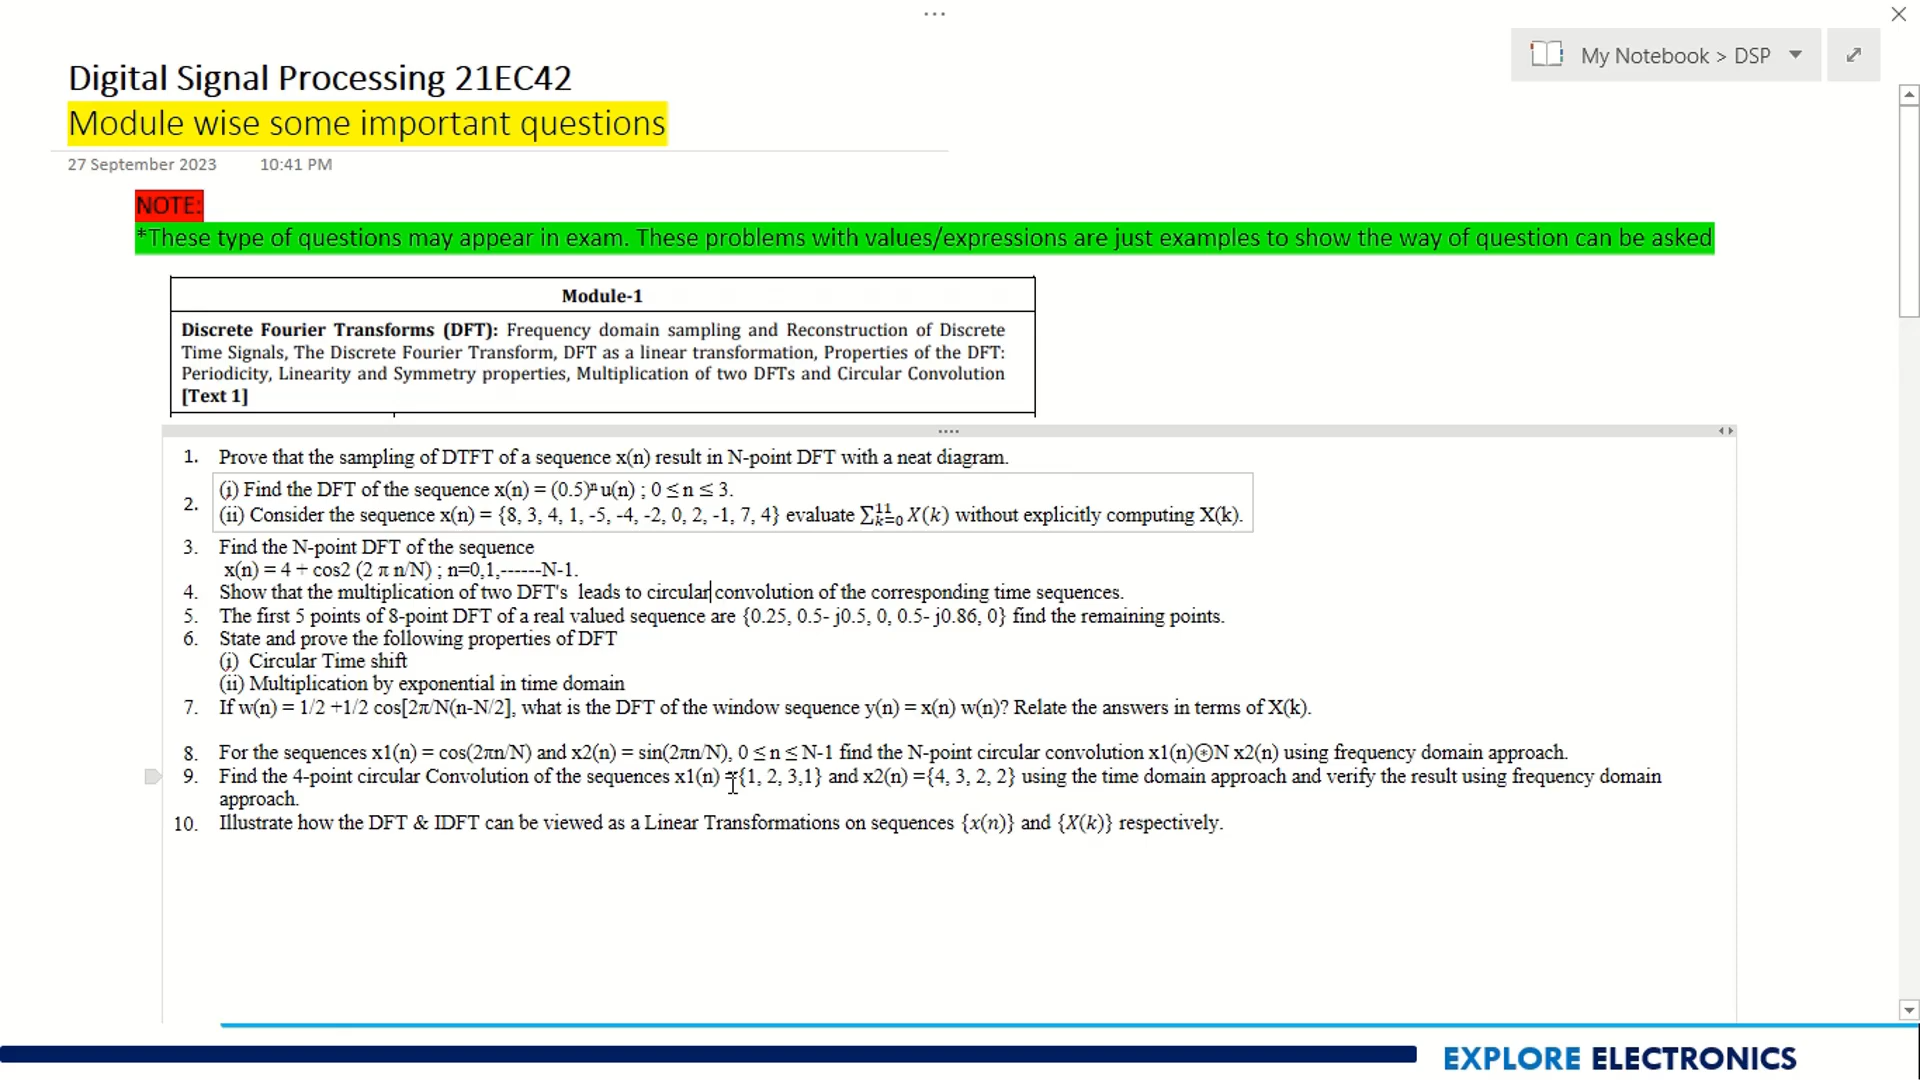 ...
My Notebook > DSP
Digital Signal Processing 21EC42
Module wise some important questions
27 September 2023 10:41 PM
NOTE:
*These type of questions may appear in exam. These problems with values/expressions are just examples to show the way of question can be asked
Module-1
Discrete Fourier Transforms (DFT): Frequency domain sampling and Reconstruction of Discrete
Time Signals, The Discrete Fourier Transform, DFT as a linear transformation, Properties of the DFT:
Periodicity, Linearity and Symmetry properties, Multiplication of two DFTs and Circular Convolution
[Text 1]
1. Prove that the sampling of DTFT of a sequence x(n) result in N-point DFT with a neat diagram.
2. (i) Find the DFT of the sequence x(n) = (0.5)ⁿ u(n) ; 0 ≤ n ≤ 3.
(ii) Consider the sequence x(n) = {8, 3, 4, 1, -5, -4, -2, 0, 2, -1, 7, 4} evaluate ∑_{k=0}^{11} X(k) without explicitly computing X(k).
3. Find the N-point DFT of the sequence
x(n) = 4 + cos2 (2 π n/N) ; n=0,1,------N-1.
4. Show that the multiplication of two DFT's leads to circular convolution of the corresponding time sequences.
5. The first 5 points of 8-point DFT of a real valued sequence are {0.25, 0.5- j0.5, 0, 0.5- j0.86, 0} find the remaining points.
6. State and prove the following properties of DFT
(i) Circular Time shift
(ii) Multiplication by exponential in time domain
7. If w(n) = 1/2 +1/2 cos[2π/N(n-N/2], what is the DFT of the window sequence y(n) = x(n) w(n)? Relate the answers in terms of X(k).
8. For the sequences x1(n) = cos(2πn/N) and x2(n) = sin(2πn/N), 0 ≤ n ≤ N-1 find the N-point circular convolution x1(n)⊛N x2(n) using frequency domain approach.
9. Find the 4-point circular Convolution of the sequences x1(n) ={1, 2, 3,1} and x2(n) ={4, 3, 2, 2} using the time domain approach and verify the result using frequency domain
approach.
10. Illustrate how the DFT & IDFT can be viewed as a Linear Transformations on sequences {x(n)} and {X(k)} respectively.
EXPLORE ELECTRONICS